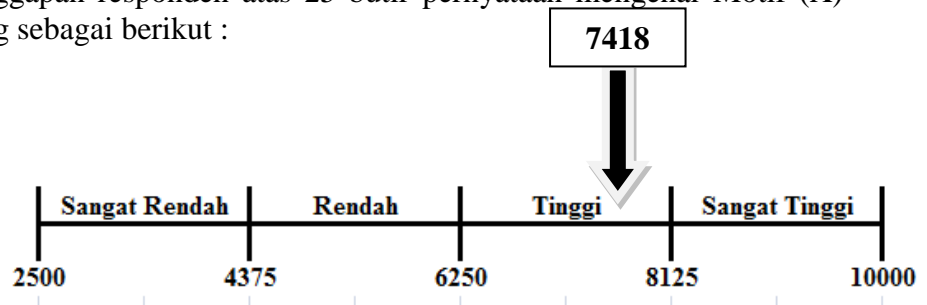 responden atas 25 butir pernyataan mengenai Motif (X)
sebagai berikut :
7418
Sangat Rendah Rendah Tinggi Sangat Tinggi
2500 4375 6250 8125 10000